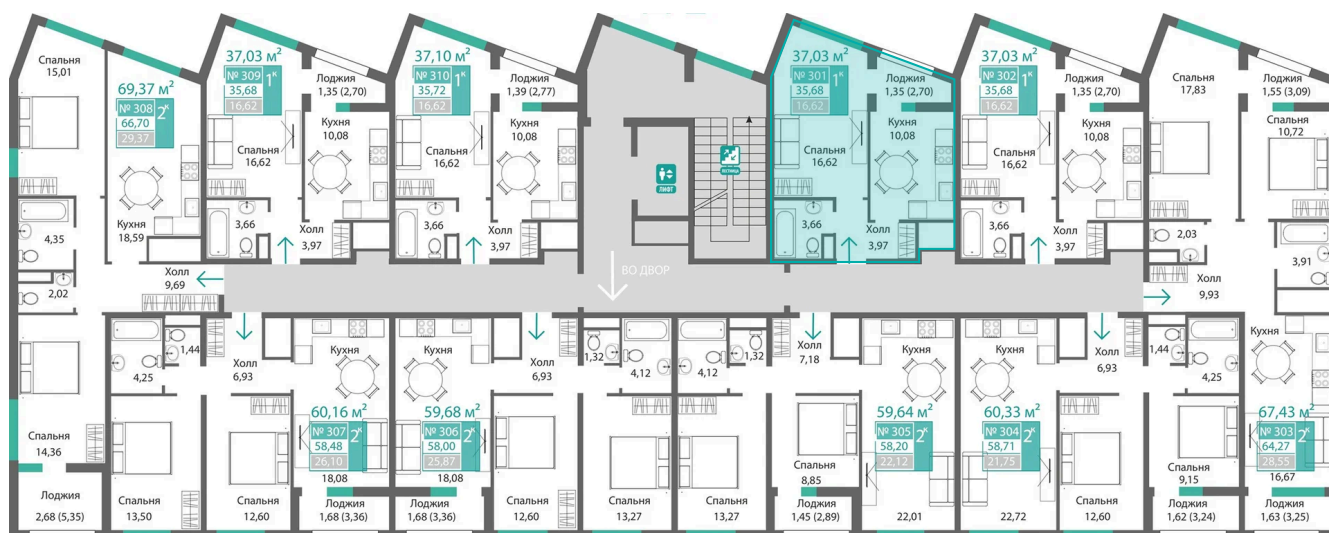 Спальня
15,01
69,37 м²
№ 308
66,70
29,37
2к
Кухня
18,59
4,35
2,02
Холл
9,69
Спальня
14,36
Лоджия
2,68 (5,35)
37,03 м²
№ 309
35,68
16,62
1к
Лоджия
1,35 (2,70)
Кухня
10,08
Спальня
16,62
3,66
Холл
3,97
37,10 м²
№ 310
35,72
16,62
1к
Лоджия
1,39 (2,77)
Кухня
10,08
Спальня
16,62
3,66
Холл
3,97
ЛИФТ
ЛЕСТНИЦА
ВО ДВОР
37,03 м²
№ 301
35,68
16,62
1к
Лоджия
1,35 (2,70)
Кухня
10,08
Спальня
16,62
3,66
Холл
3,97
37,03 м²
№ 302
35,68
16,62
1к
Лоджия
1,35 (2,70)
Кухня
10,08
Спальня
16,62
3,66
Холл
3,97
Спальня
17,83
Лоджия
1,55 (3,09)
Спальня
10,72
2,03
3,91
Холл
9,93
Кухня
67,43 м²
№ 303
64,27
28,55
2к
16,67
Лоджия
1,63 (3,25)
1,44
4,25
Холл
6,93
Кухня
60,16 м²
№ 307
58,48
26,10
2к
18,08
Спальня
13,50
Спальня
12,60
Лоджия
1,68 (3,36)
Кухня
59,68 м²
№ 306
58,00
25,87
2к
18,08
Лоджия
1,68 (3,36)
Холл
6,93
1,32
4,12
Спальня
12,60
Спальня
13,27
4,12
1,32
Холл
7,18
Кухня
59,64 м²
№ 305
58,20
22,12
2к
Спальня
13,27
Спальня
8,85
Лоджия
1,45 (2,89)
22,01
Кухня
60,33 м²
№ 304
58,71
21,75
2к
22,72
Холл
6,93
1,44
4,25
Спальня
12,60
Спальня
9,15
Лоджия
1,62 (3,24)